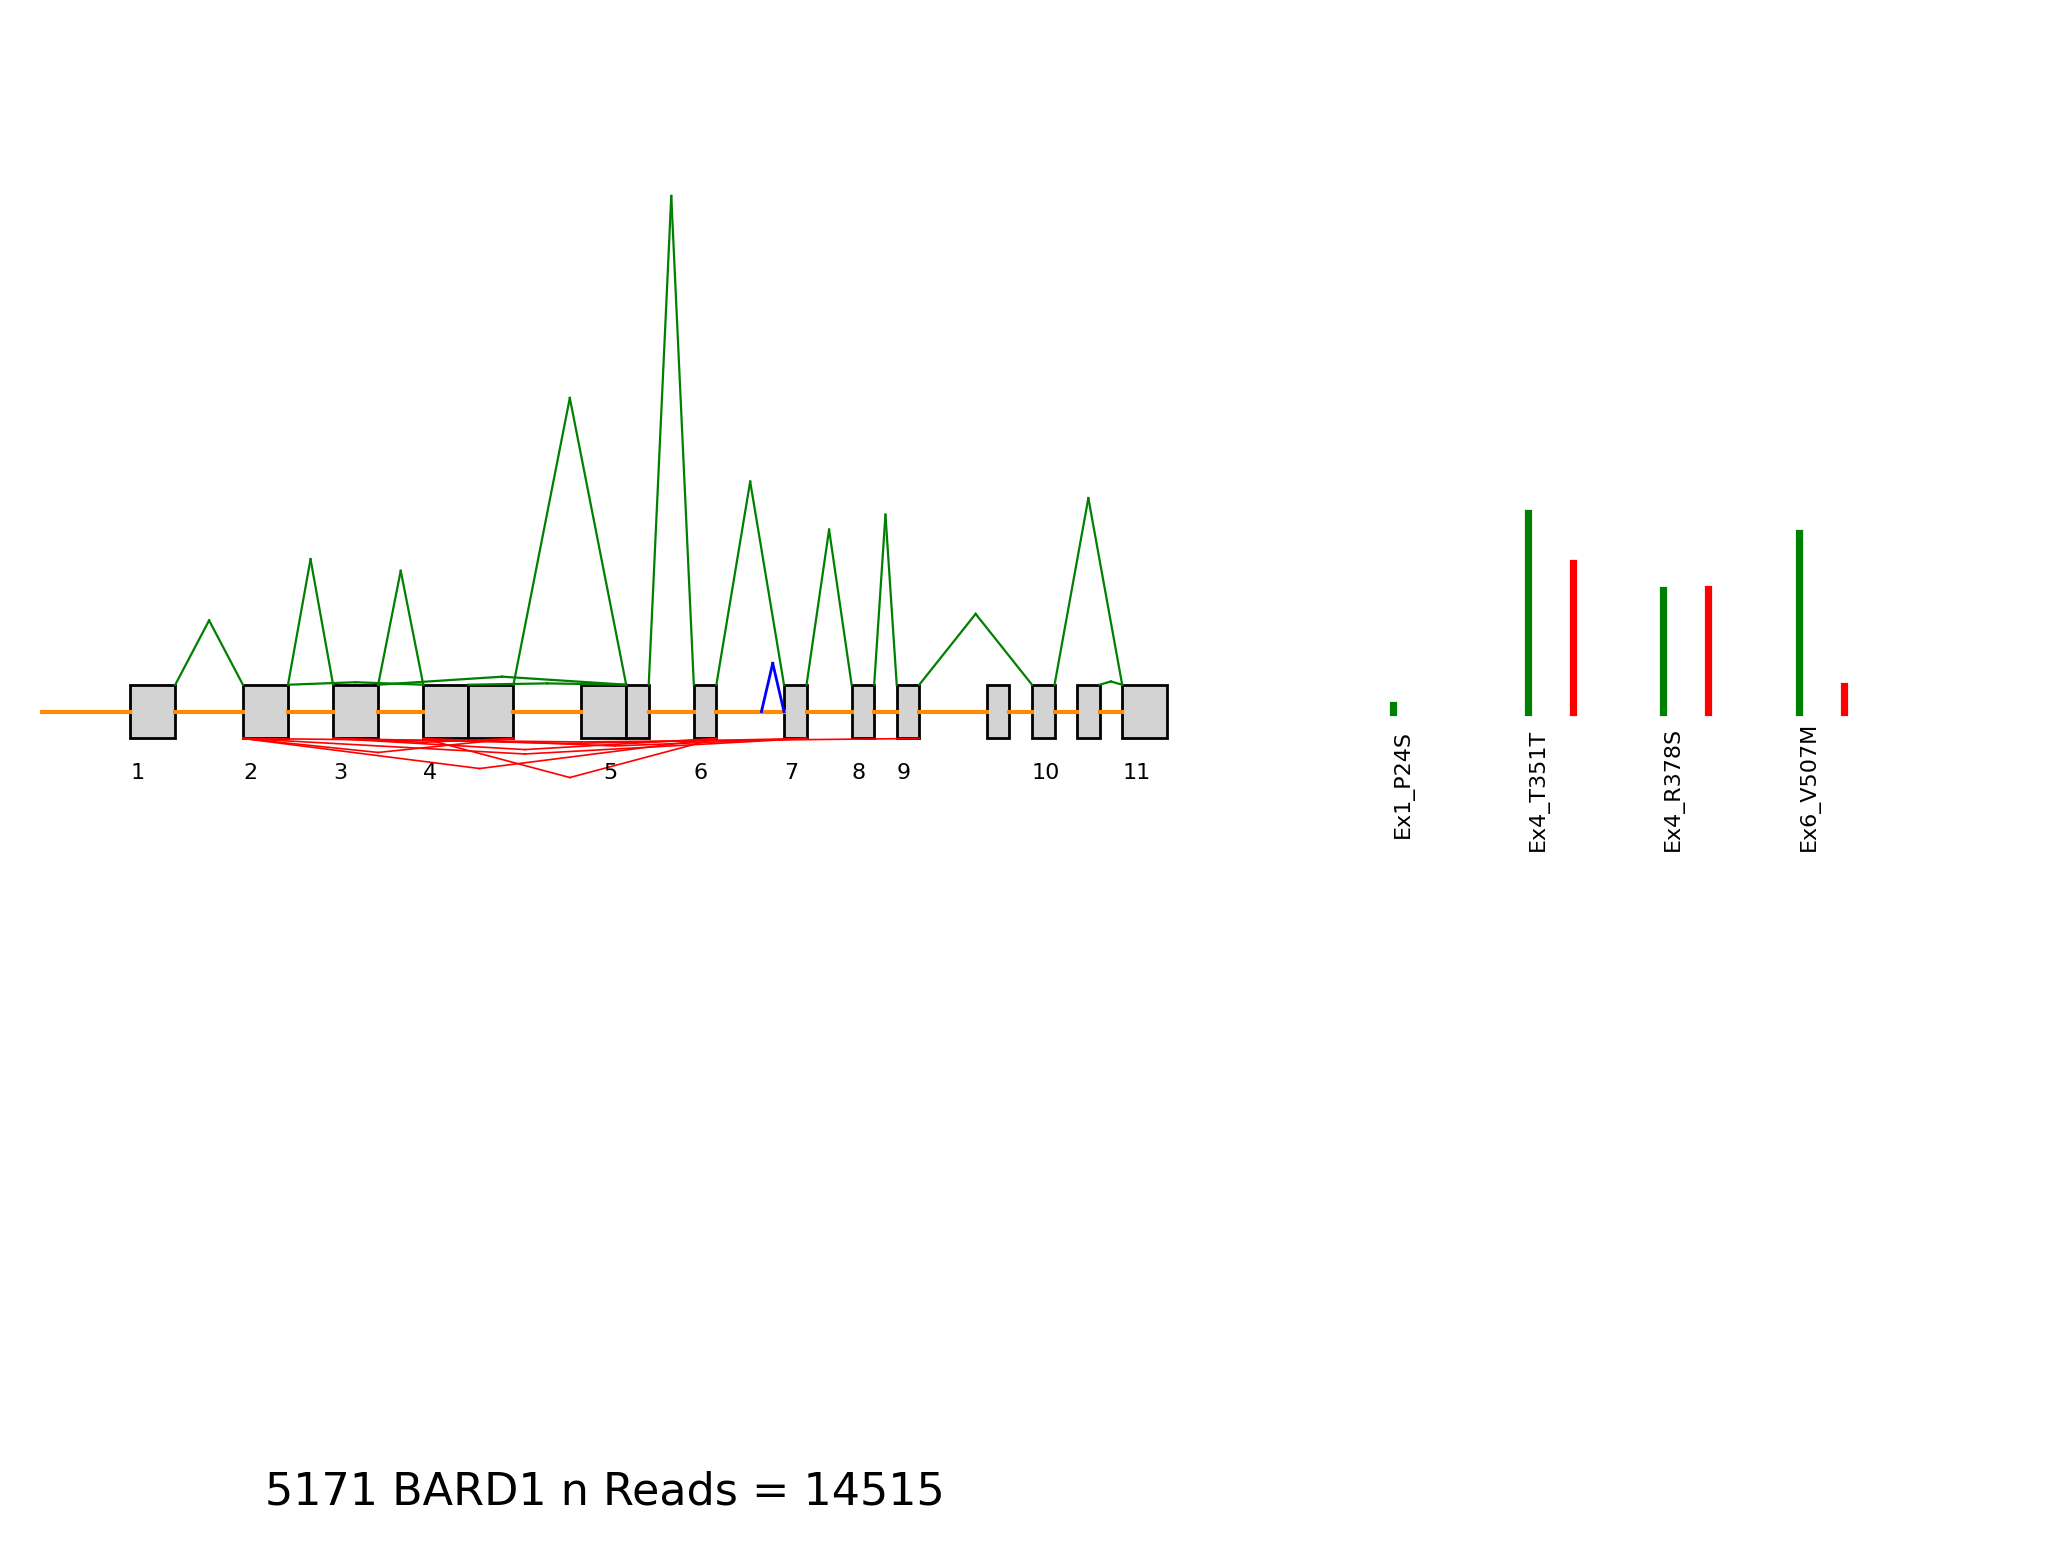 1 2 3 4 5 6 7 8 9 10 11
Ex1_P24S
Ex4_T351T
Ex4_R378S
Ex6_V507M
5171 BARD1 n Reads = 14515